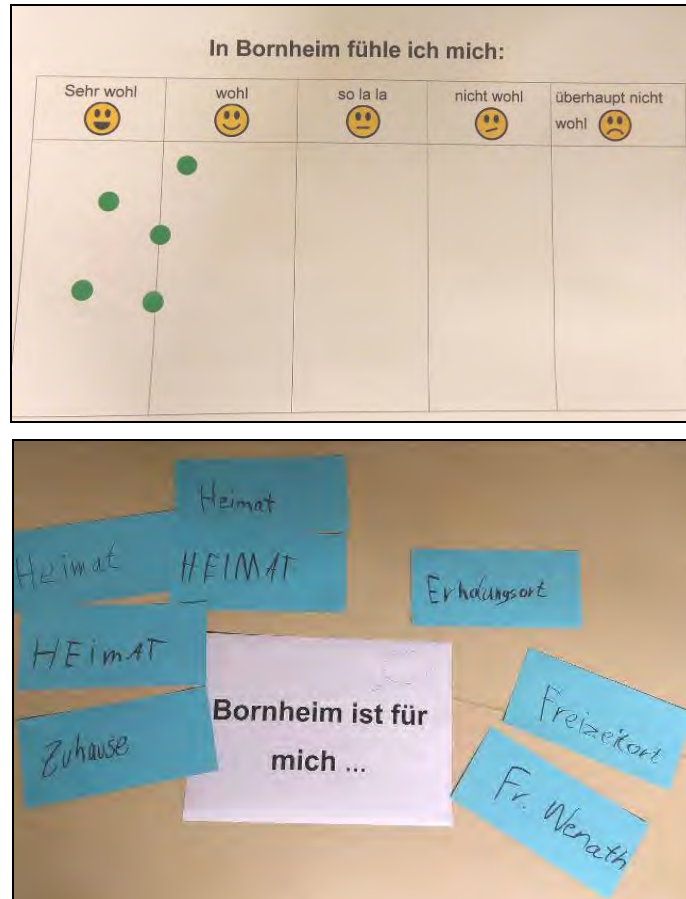 In Bornheim fühle ich mich:
Sehr wohl
wohl
so la la
nicht wohl
überhaupt nicht
wohl
Heimat
Heimat
HEIMAT
Erholungsort
HEimAT
Zuhause
Bornheim ist für
mich ...
Freizeitort
Fr. Wenath